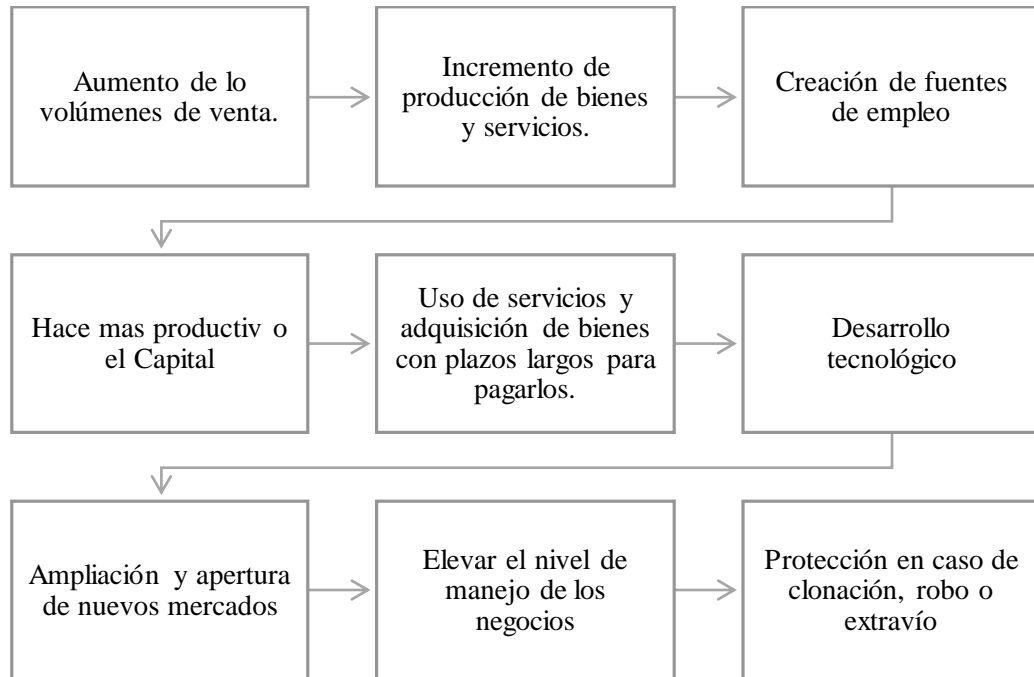 Aumento de lo
volúmenes de venta.
Incremento de
producción de bienes
y servicios.
Creación de fuentes
de empleo
Hace mas productiv o
el Capital
Uso de servicios y
adquisición de bienes
con plazos largos para
pagarlos.
Desarrollo
tecnológico
Ampliación y apertura
de nuevos mercados
Elevar el nivel de
manejo de los
negocios
Protección en caso de
clonación, robo o
extravío